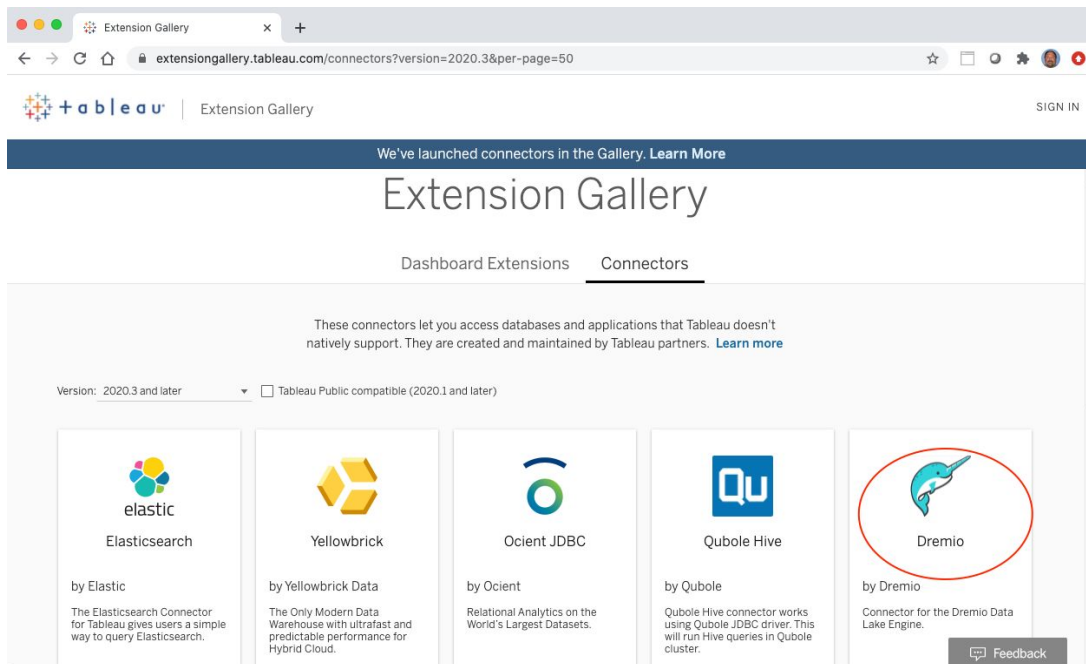 Extension Gallery
extensiongallery.tableau.com/connectors?version=2020.3&per-page=50
+ a b l e a u
Extension Gallery
SIGN IN
We've launched connectors in the Gallery. Learn More
Extension Gallery
Dashboard Extensions
Connectors
These connectors let you access databases and applications that Tableau doesn't
natively support. They are created and maintained by Tableau partners. Learn more
Version: 2020.3 and later
Tableau Public compatible (2020.1 and later)
elastic
Elasticsearch
by Elastic
The Elasticsearch Connector
for Tableau gives users a simple
way to query Elasticsearch.
Yellowbrick
by Yellowbrick Data
The Only Modern Data
Warehouse with ultrafast and
predictable performance for
Hybrid Cloud.
Ocient JDBC
by Ocient
Relational Analytics on the
World's Largest Datasets.
Qu
Qubole Hive
by Qubole
Qubole Hive connector works
using Qubole JDBC driver. This
will run Hive queries in Qubole
cluster.
Dremio
by Dremio
Connector for the Dremio Data
Lake Engine.
Feedback